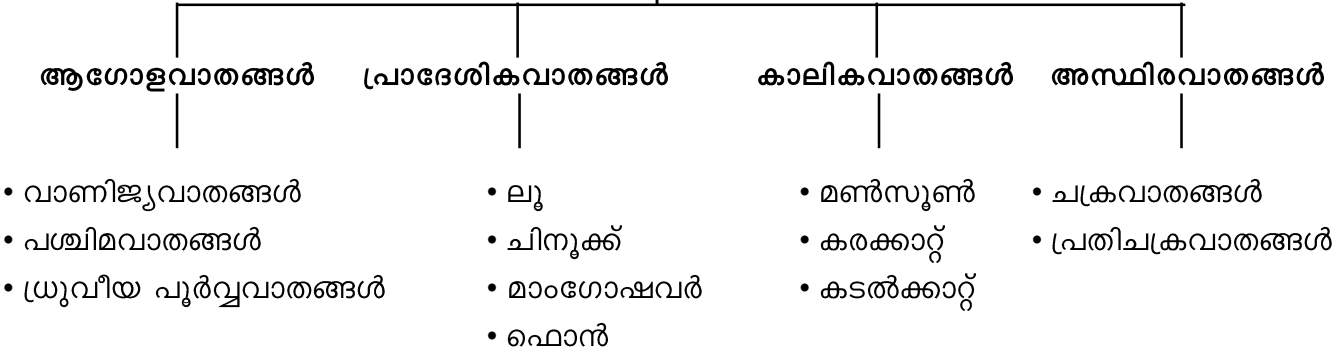 ആഗോളവാതങ്ങൾ
പ്രാദേശികവാതങ്ങൾ
കാലികവാതങ്ങൾ
അസ്ഥിരവാതങ്ങൾ
• വാണിജ്യവാതങ്ങൾ
• പശ്ചിമവാതങ്ങൾ
• ധ്രുവീയ പൂർവ്വവാതങ്ങൾ
• ലൂ
• ചിനൂക്ക്
• മാംഗോഷവർ
• ഫൊൻ
• മൺസൂൺ
• കരക്കാറ്റ്
• കടൽക്കാറ്റ്
• ചക്രവാതങ്ങൾ
• പ്രതിചക്രവാതങ്ങൾ